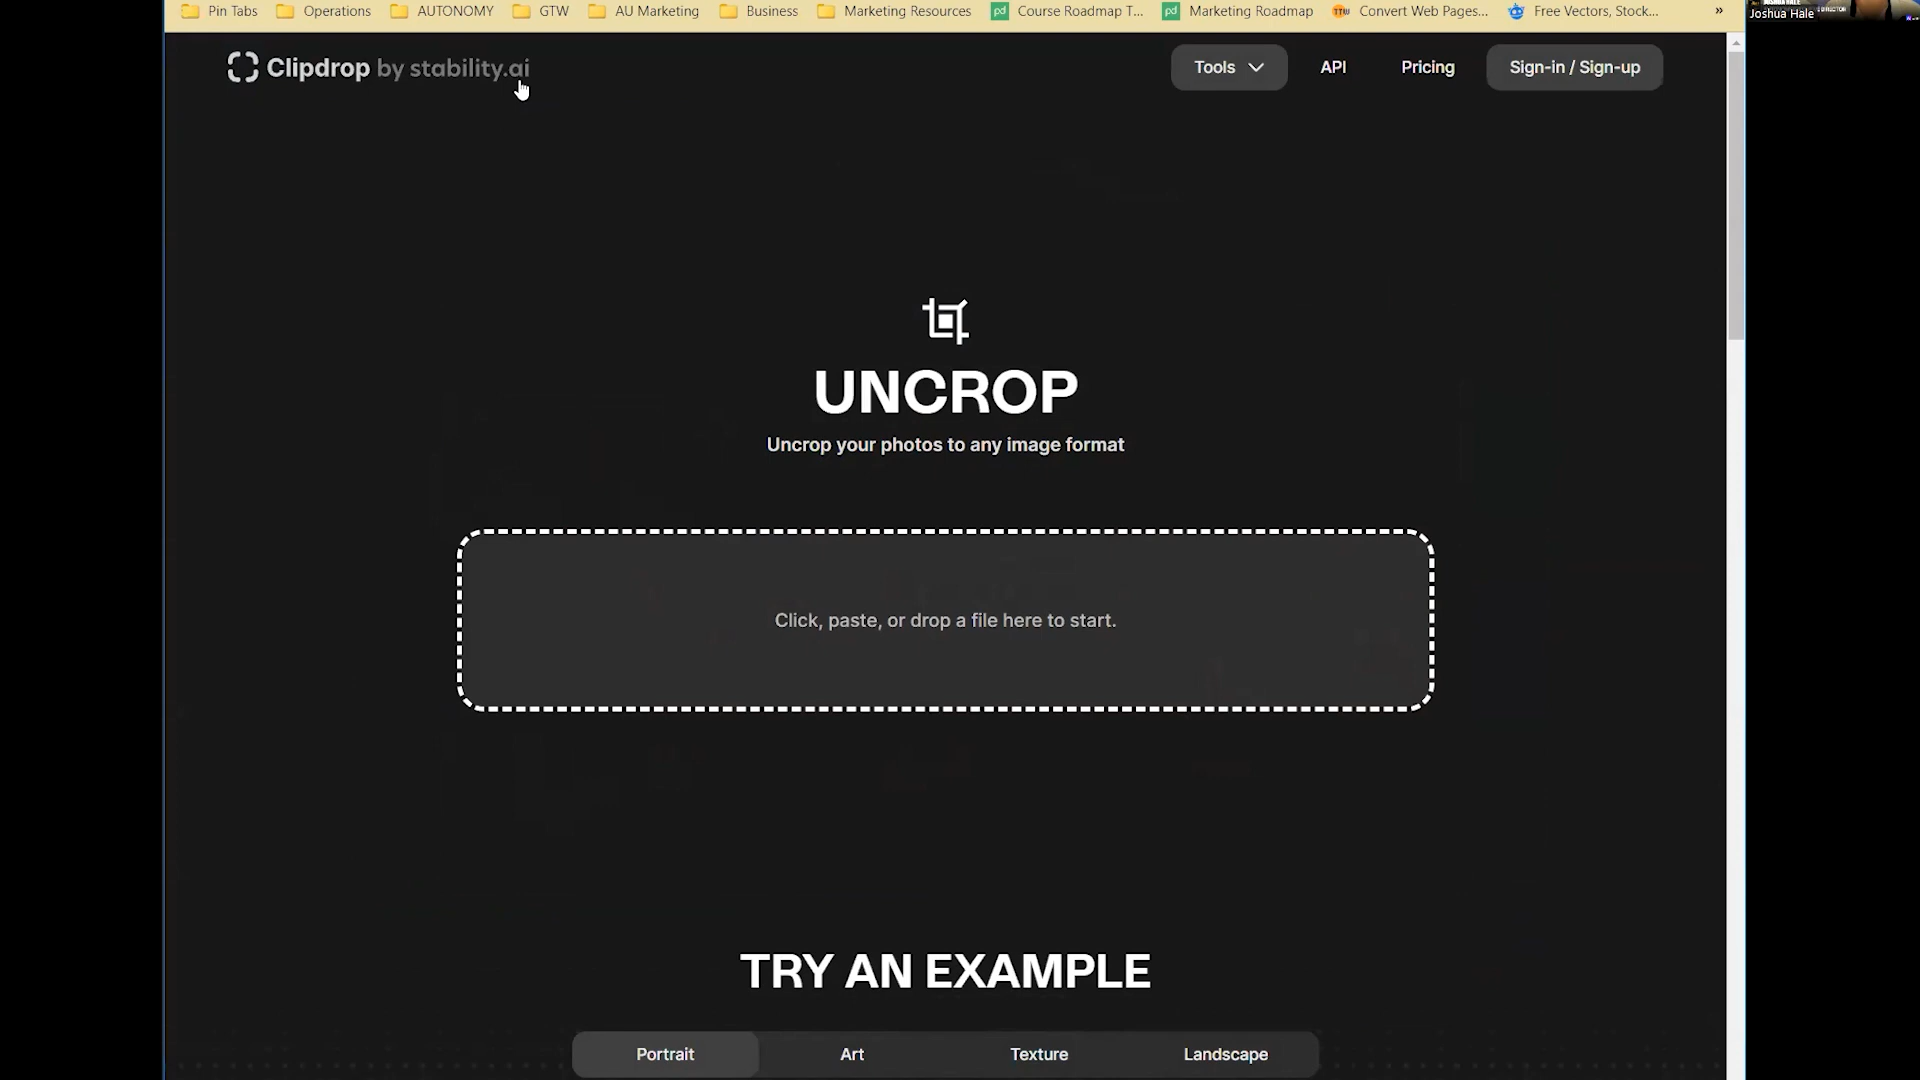 Pin Tabs Operations AUTONOMY GTW AU Marketing Business Marketing Resources pd Course Roadmap T... pd Marketing Roadmap Convert Web Pages... Free Vectors, Stock... »
Joshua Hale
Clipdrop by stability.ai Tools API Pricing Sign-in / Sign-up
UNCROP
Uncrop your photos to any image format
Click, paste, or drop a file here to start.
TRY AN EXAMPLE
Portrait Art Texture Landscape